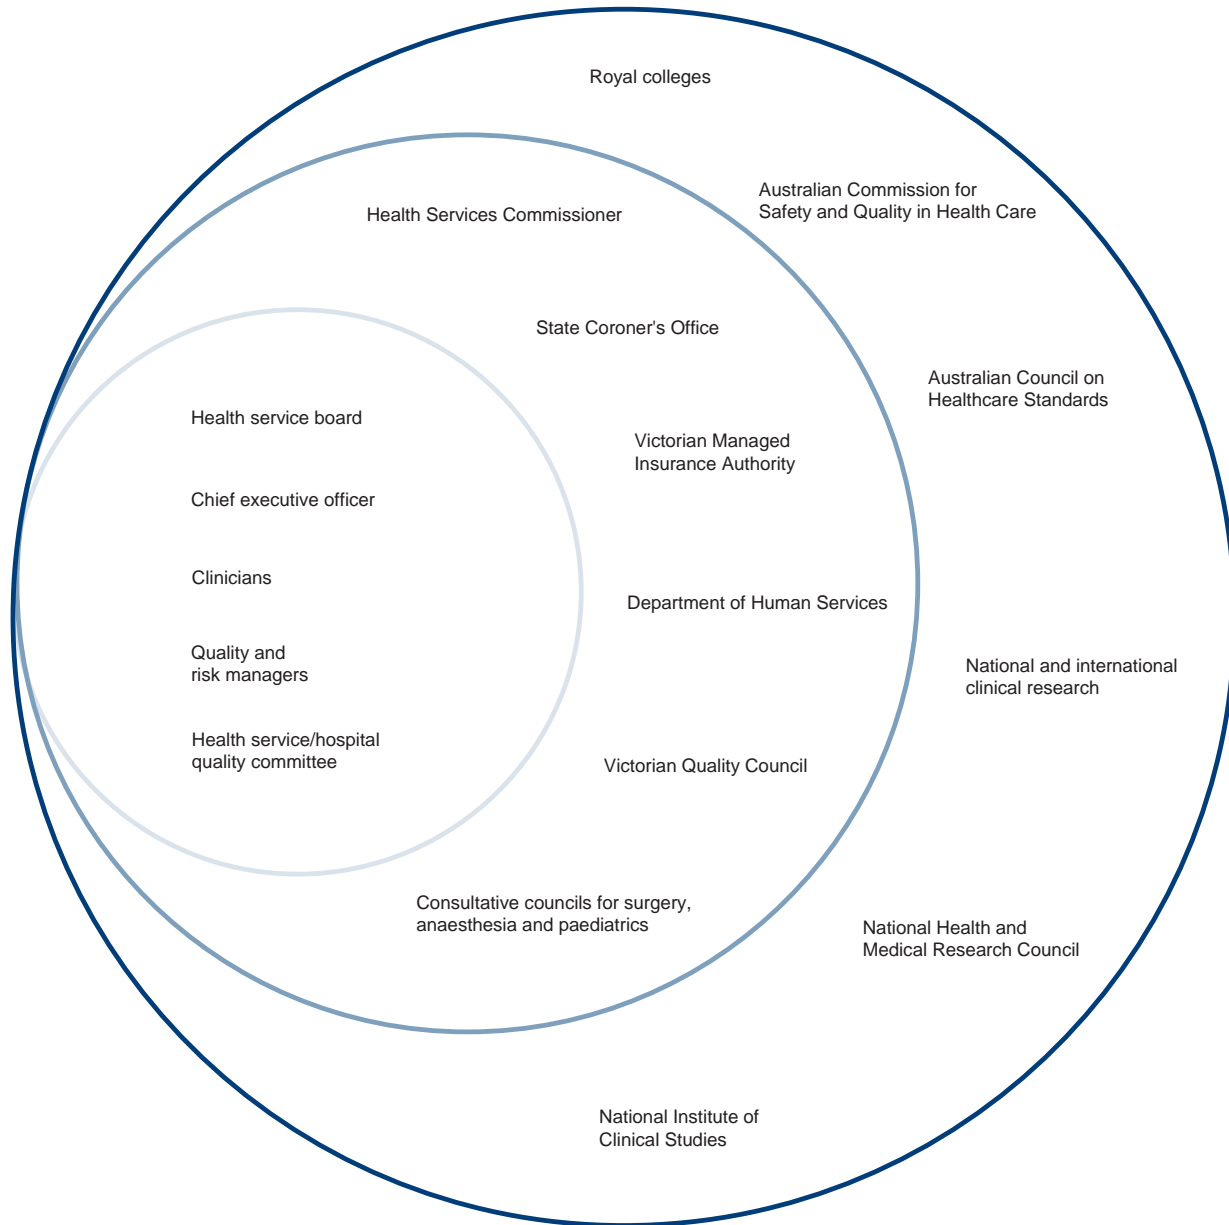 Royal colleges
Australian Commission for
Safety and Quality in Health Care
Health Services Commissioner
State Coroner's Office
Australian Council on
Healthcare Standards
Health service board
Victorian Managed
Insurance Authority
Chief executive officer
Clinicians
Department of Human Services
Quality and
risk managers
National and international
clinical research
Health service/hospital
quality committee
Victorian Quality Council
Consultative councils for surgery,
anaesthesia and paediatrics
National Health and
Medical Research Council
National Institute of
Clinical Studies